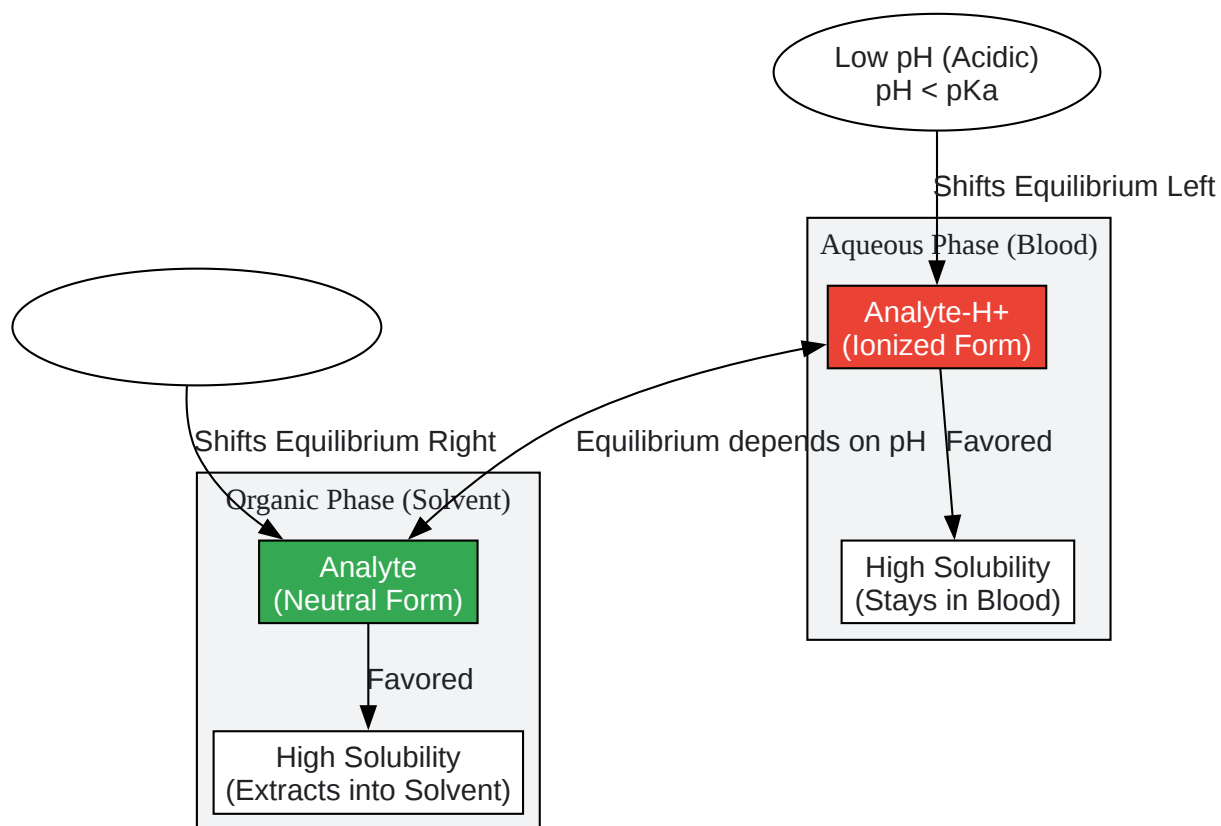 Low pH (Acidic)
pH < pKa
Shifts Equilibrium Left
Aqueous Phase (Blood)
Analyte-H+
(Ionized Form)
Shifts Equilibrium Right
Equilibrium depends on pH
Favored
Organic Phase (Solvent)
Analyte
(Neutral Form)
High Solubility
(Stays in Blood)
Favored
High Solubility
(Extracts into Solvent)